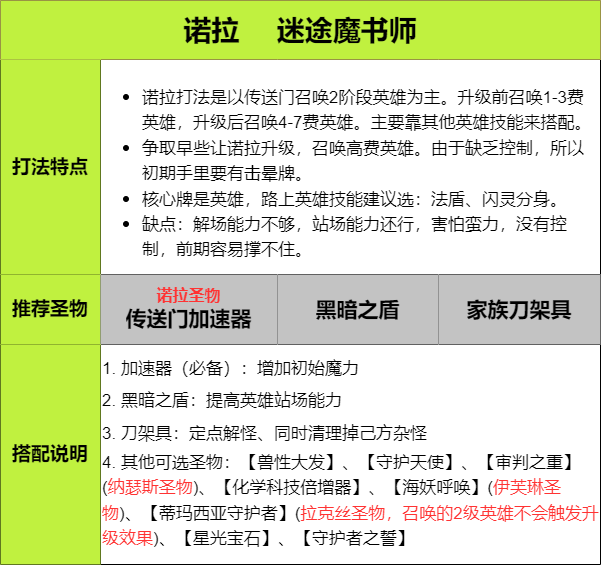 诺拉 迷途魔书师
打法特点
• 诺拉打法是以传送门召唤2阶段英雄为主。升级前召唤1-3费
英雄，升级后召唤4-7费英雄。主要靠其他英雄技能来搭配。
• 争取早些让诺拉升级，召唤高费英雄。由于缺乏控制，所以
初期手里要有击晕牌。
• 核心牌是英雄，路上英雄技能建议选：法盾、闪灵分身。
• 缺点：解场能力不够，站场能力还行，害怕蛮力，没有控
制，前期容易撑不住。
推荐圣物
诺拉圣物
传送门加速器
黑暗之盾
家族刀架具
搭配说明
1. 加速器（必备）：增加初始魔力
2. 黑暗之盾：提高英雄站场能力
3. 刀架具：定点解怪、同时清理掉己方杂怪
4. 其他可选圣物：【兽性大发】、【守护天使】、【审判之重】
(纳瑟斯圣物)、【化学科技倍增器】、【海妖呼唤】(伊芙琳圣
物)、【蒂玛西亚守护者】(拉克丝圣物，召唤的2级英雄不会触发升
级效果)、【星光宝石】、【守护者之誓】